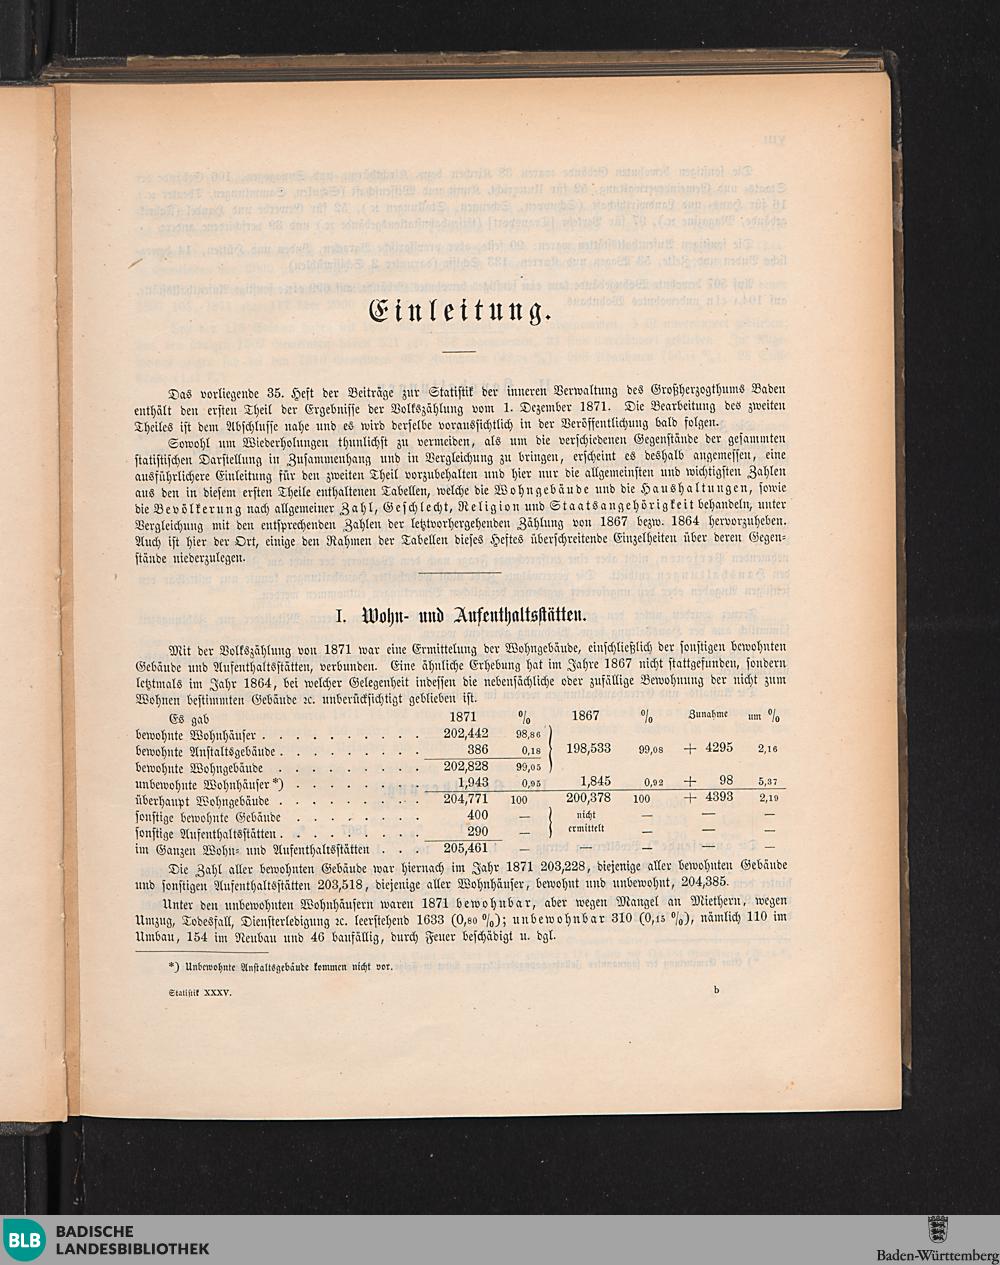 Einleitung.
Das vorliegende 35. Heft der Beiträge zur Statistik der inneren Verwaltung des Großherzogthums Baden
enthält den ersten Theil der Ergebnisse der Volkszählung vom 1. Dezember 1871. Die Bearbeitung des zweiten
Theiles ist dem Abschlusse nahe und es wird derselbe voraussichtlich in der Veröffentlichung bald folgen.
Sowohl um Wiederholungen thunlichst zu vermeiden, als um die verschiedenen Gegenstände der gesammten
statistischen Darstellung in Zusammenhang und in Vergleichung zu bringen, erscheint es deshalb angemessen, eine
ausführlichere Einleitung für den zweiten Theil vorzubehalten und hier nur die allgemeinsten und wichtigsten Zahlen
aus den in diesem ersten Theile enthaltenen Tabellen, welche die Wohngebäude und die Haushaltungen, sowie
die Bevölkerung nach allgemeiner Zahl, Geschlecht, Religion und Staatsangehörigkeit behandeln, unter
Vergleichung mit den entsprechenden Zahlen der letztvorhergehenden Zählung von 1867 bezw. 1864 hervorzuheben.
Auch ist hier der Ort, einige den Rahmen der Tabellen dieses Heftes überschreitende Einzelheiten über deren Gegen-
stände niederzulegen.
I. Wohn- und Aufenthaltsstätten.
Mit der Volkszählung von 1871 war eine Ermittelung der Wohngebäude, einschließlich der sonstigen bewohnten
Gebäude und Aufenthaltsstätten, verbunden. Eine ähnliche Erhebung hat im Jahre 1867 nicht stattgefunden, sondern
letztmals im Jahr 1864, bei welcher Gelegenheit indessen die nebensächliche oder zufällige Bewohnung der nicht zum
Wohnen bestimmten Gebäude ꝛc. unberücksichtigt geblieben ist.
Es gab 1871 % 1867 % Zunahme um %
bewohnte Wohnhäuser . . . . . . . . . . 202,442 98,86
bewohnte Anstaltsgebäude . . . . . . . . . 386 0,18 } 198,533 99,08 + 4295 2,16
bewohnte Wohngebäude . . . . . . . . . 202,828 99,05
unbewohnte Wohnhäuser *) . . . . . . . . 1,943 0,95 1,845 0,92 + 98 5,37
überhaupt Wohngebäude . . . . . . . . . 204,771 100 200,378 100 + 4393 2,19
sonstige bewohnte Gebäude . . . . . . . . 400 — } nicht — — —
sonstige Aufenthaltsstätten . . . . . . . . . 290 — ermittelt — — —
im Ganzen Wohn- und Aufenthaltsstätten . . . 205,461 — — — — —
Die Zahl aller bewohnten Gebäude war hiernach im Jahr 1871 203,228, diejenige aller bewohnten Gebäude
und sonstigen Aufenthaltsstätten 203,518, diejenige aller Wohnhäuser, bewohnt und unbewohnt, 204,385.
Unter den unbewohnten Wohnhäusern waren 1871 bewohnbar, aber wegen Mangel an Miethern, wegen
Umzug, Todesfall, Diensterledigung ꝛc. leerstehend 1633 (0,80 %); unbewohnbar 310 (0,15 %), nämlich 110 im
Umbau, 154 im Neubau und 46 baufällig, durch Feuer beschädigt u. dgl.
*) Unbewohnte Anstaltsgebäude kommen nicht vor.
Statistik XXXV. b
BLB BADISCHE
LANDESBIBLIOTHEK
Baden-Württemberg